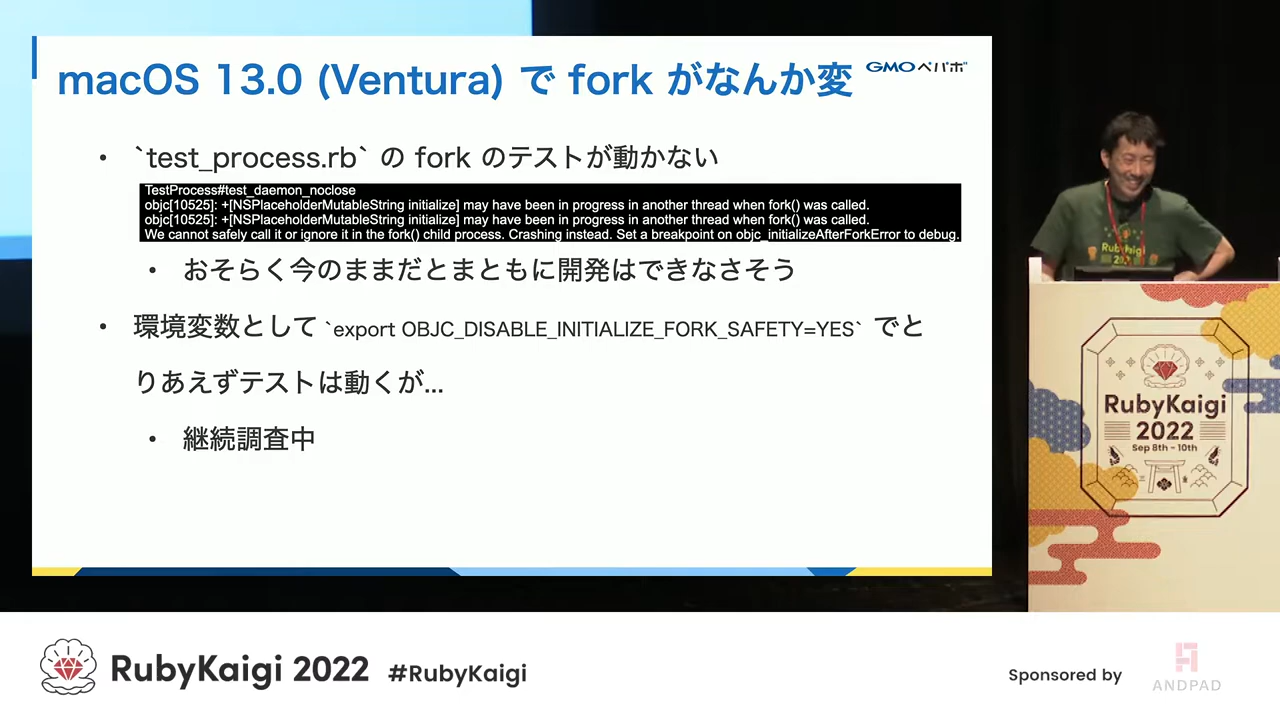 macOS 13.0 (Ventura) で fork がなんか変
GMOペパボ
• `test_process.rb` の fork のテストが動かない
TestProcess#test_daemon_noclose
objc[10525]: +[NSPlaceholderMutableString initialize] may have been in progress in another thread when fork() was called.
objc[10525]: +[NSPlaceholderMutableString initialize] may have been in progress in another thread when fork() was called.
We cannot safely call it or ignore it in the fork() child process. Crashing instead. Set a breakpoint on objc_initializeAfterForkError to debug.
• おそらく今のままだとまともに開発はできなさそう
• 環境変数として `export OBJC_DISABLE_INITIALIZE_FORK_SAFETY=YES` でと
りあえずテストは動くが...
• 継続調査中
RubyKaigi
2022
RubyKaigi
2022
Sep 8th - 10th
RubyKaigi 2022 #RubyKaigi
Sponsored by
ANDPAD